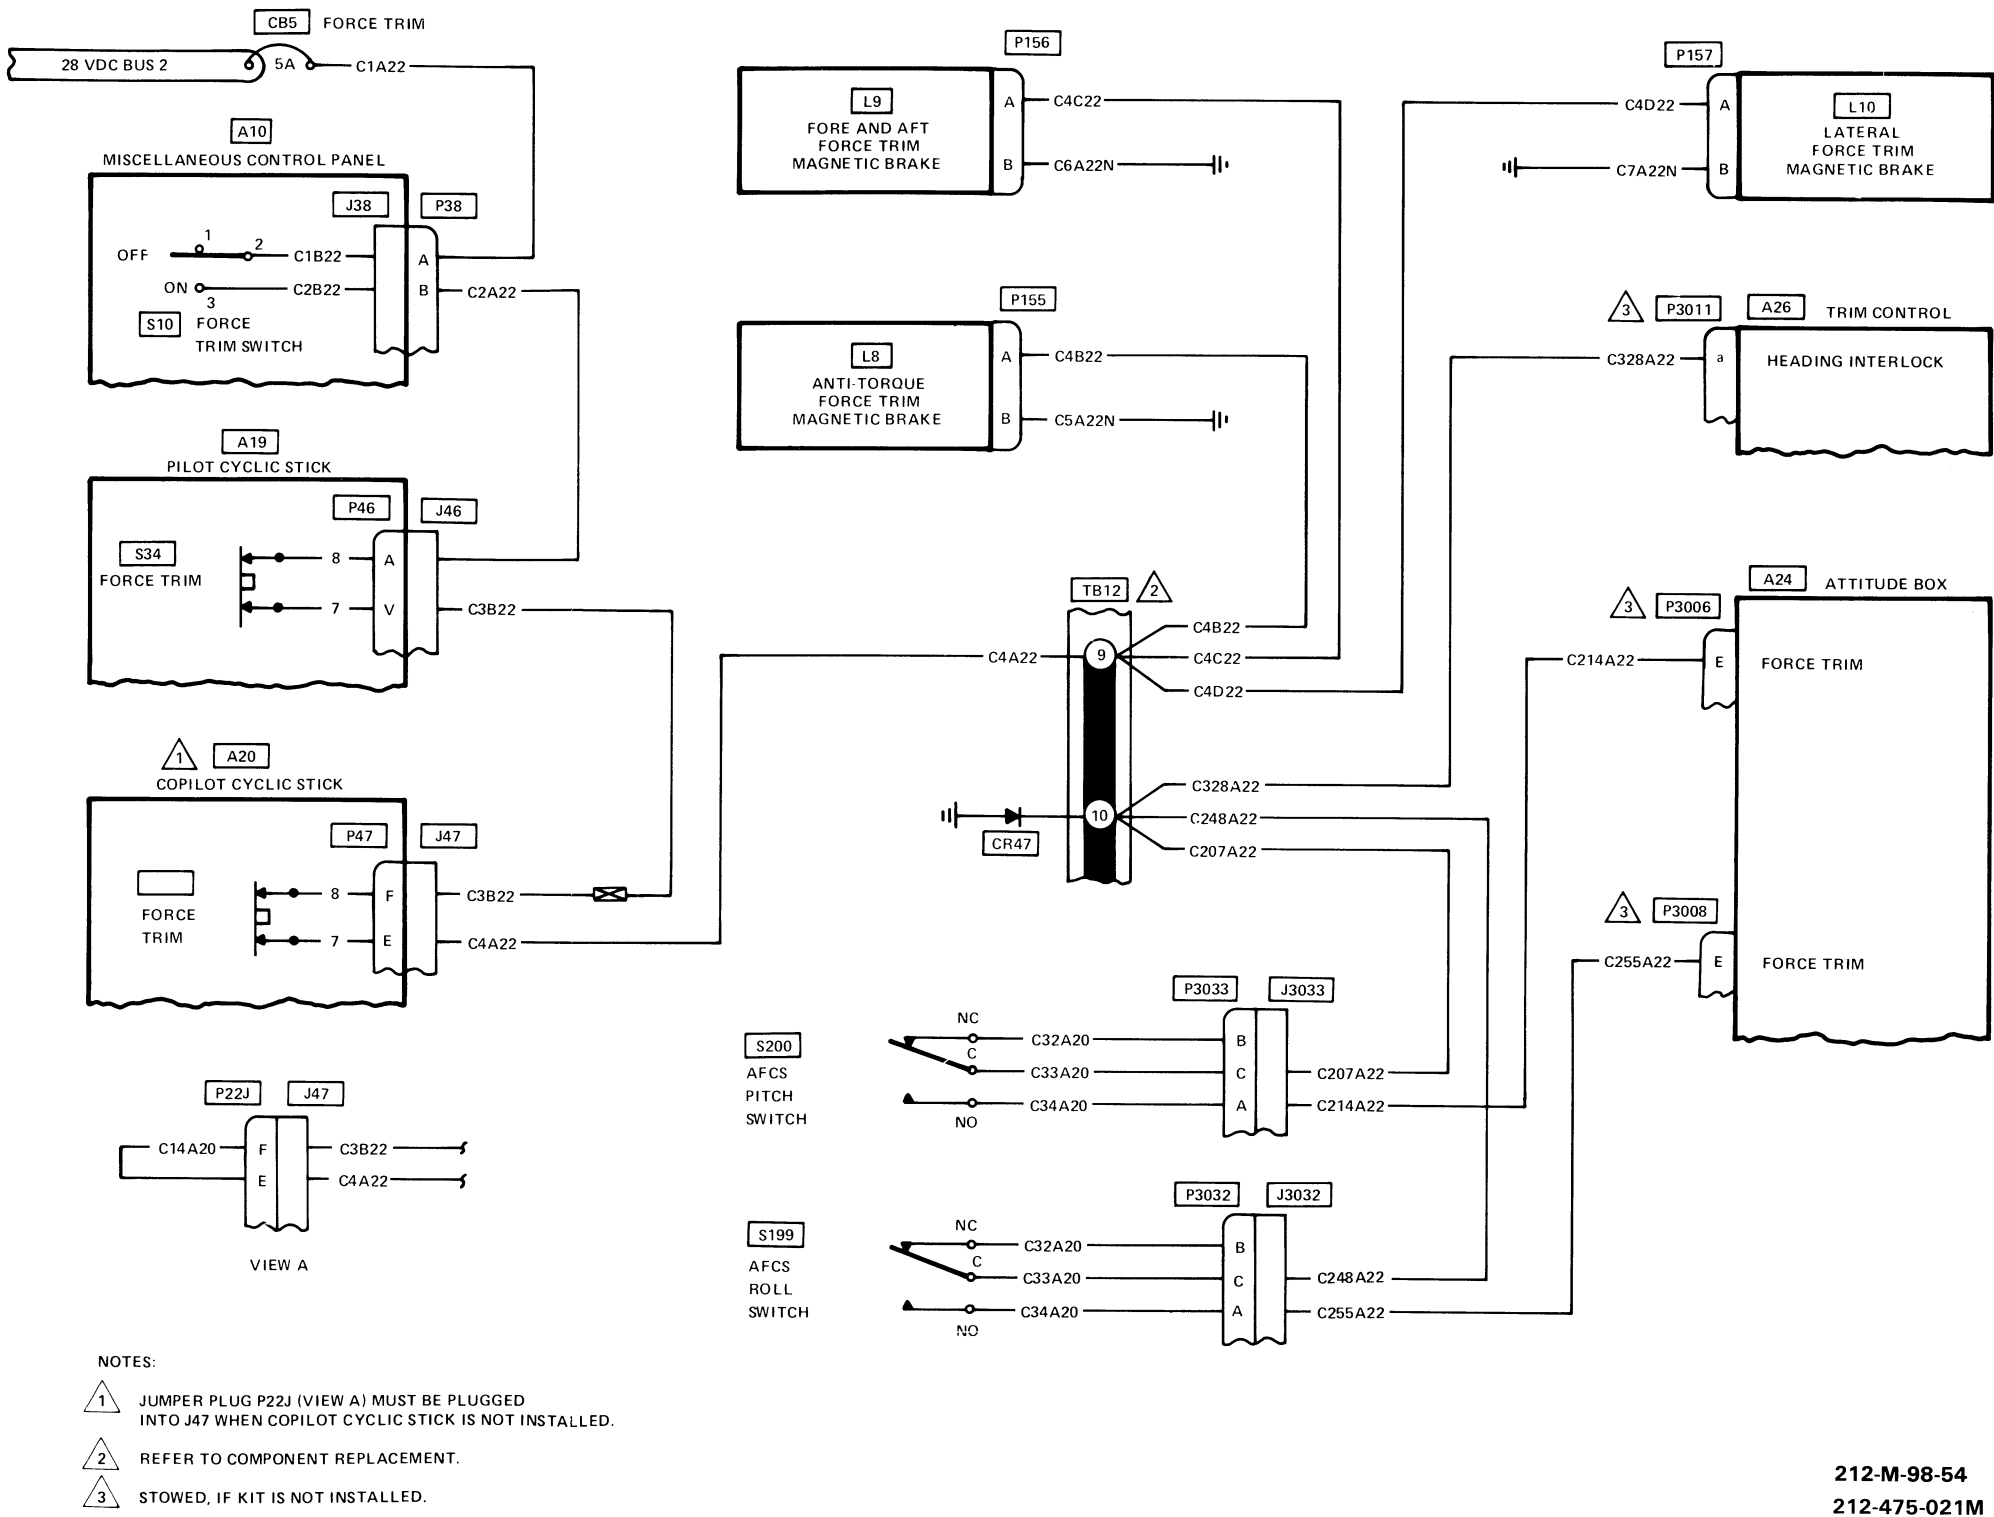 CB5 FORCE TRIM
28 VDC BUS 2 5A C1A22
A10
MISCELLANEOUS CONTROL PANEL
J38 P38
1
OFF 2 C1B22 A
ON C2B22 B C2A22
3
S10 FORCE
TRIM SWITCH
A19
PILOT CYCLIC STICK
P46 J46
S34 8 A
FORCE TRIM
7 V C3B22
1 A20
COPILOT CYCLIC STICK
P47 J47
8 F C3B22
FORCE
TRIM
7 E C4A22
P22J J47
C14A20 F C3B22
E C4A22
VIEW A
P156
L9
FORE AND AFT
FORCE TRIM
MAGNETIC BRAKE
A C4C22
B C6A22N
P155
L8
ANTI-TORQUE
FORCE TRIM
MAGNETIC BRAKE
A C4B22
B C5A22N
P157
C4D22 A
C7A22N B
L10
LATERAL
FORCE TRIM
MAGNETIC BRAKE
3 P3011 A26 TRIM CONTROL
C328A22 a HEADING INTERLOCK
TB12 2
C4B22
C4A22 9 C4C22
C4D22
C328A22
10 C248A22
CR47
C207A22
A24 ATTITUDE BOX
3 P3006
C214A22 E FORCE TRIM
3 P3008
C255A22 E FORCE TRIM
P3033 J3033
S200
AFCS
PITCH
SWITCH
NC C32A20 B
C C33A20 C C207A22
C34A20 A C214A22
NO
P3032 J3032
S199
AFCS
ROLL
SWITCH
NC C32A20 B
C C33A20 C C248A22
C34A20 A C255A22
NO
NOTES:
1 JUMPER PLUG P22J (VIEW A) MUST BE PLUGGED
INTO J47 WHEN COPILOT CYCLIC STICK IS NOT INSTALLED.
2 REFER TO COMPONENT REPLACEMENT.
3 STOWED, IF KIT IS NOT INSTALLED.
212-M-98-54
212-475-021M